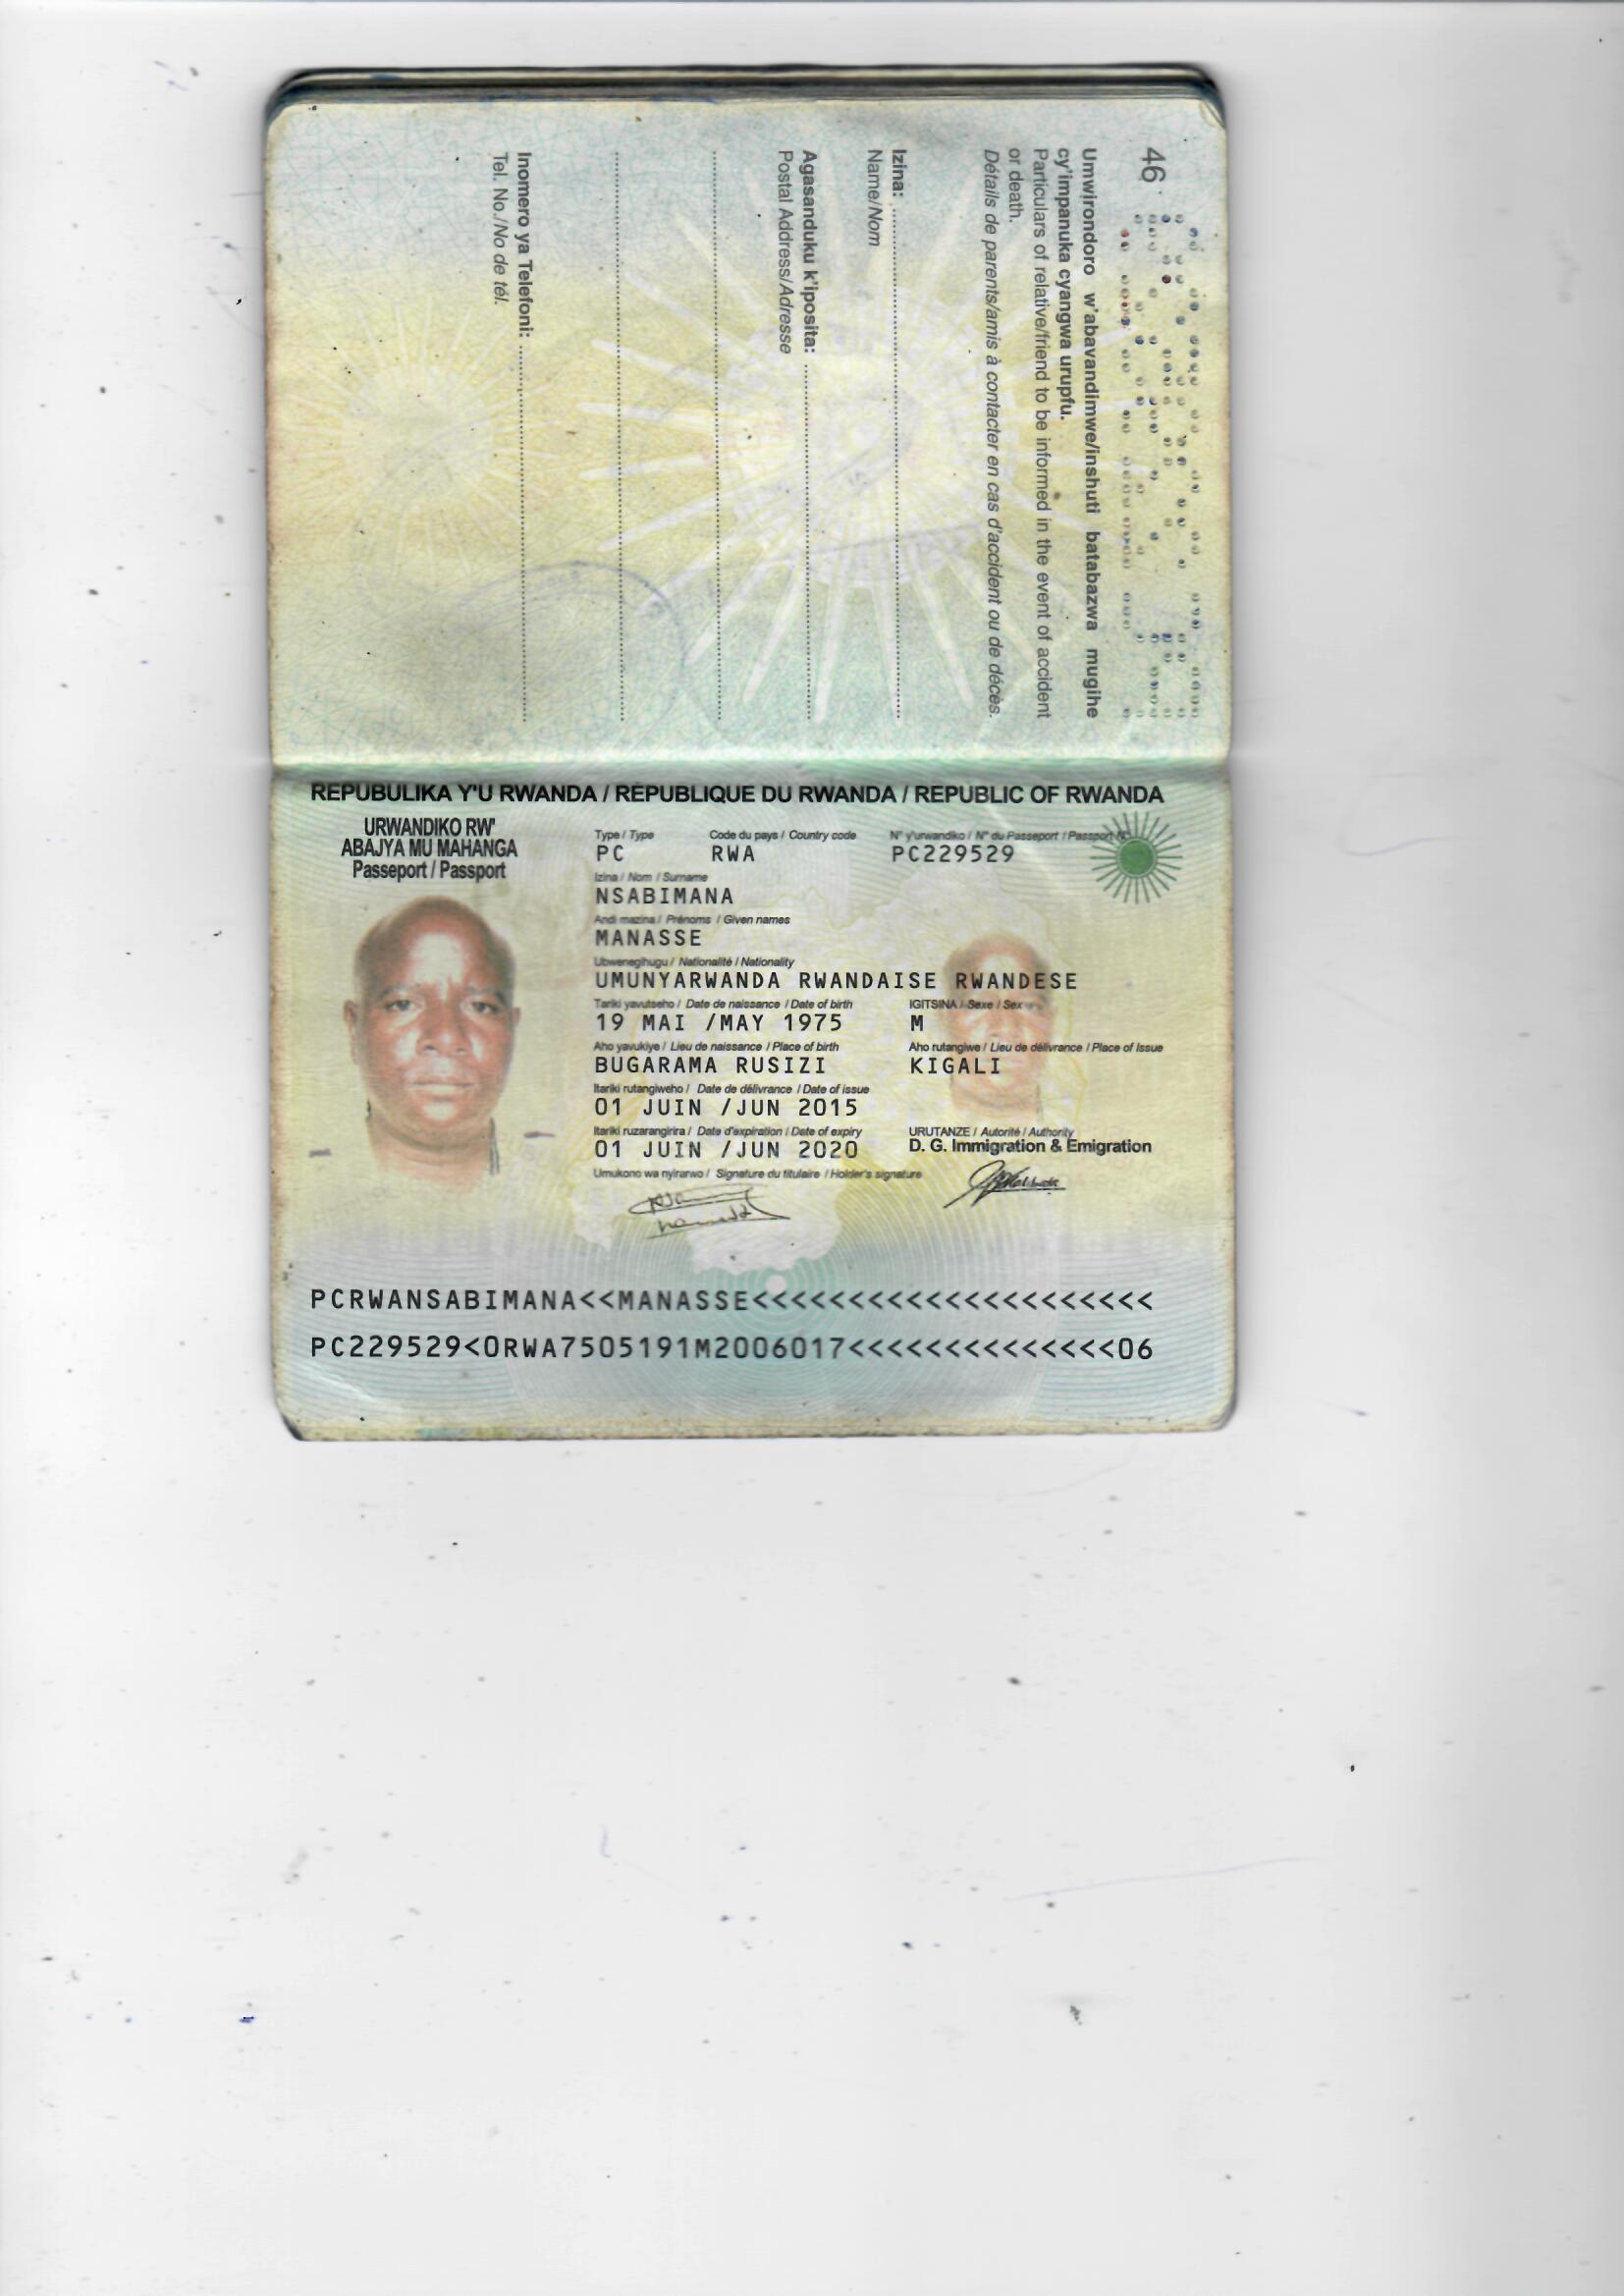 46
Umwirondoro w'abavandimwe/inshuti batabazwa mugihe
cy'impanuka cyangwa urupfu.
Particulars of relative/friend to be informed in the event of accident
or death.
Détails de parents/amis à contacter en cas d'accident ou de décès.
Izina:
Name/Nom
Agasanduku k'iposita:
Postal Address/Adresse
Inomero ya Telefoni:
Tel. No./No de tél.
REPUBULIKA Y'U RWANDA / RÉPUBLIQUE DU RWANDA / REPUBLIC OF RWANDA
URWANDIKO RW'
ABAJYA MU MAHANGA
Passeport / Passport
Type / Type Code du pays / Country code N° y'urwandiko / N° du Passeport / Passport N°
PC RWA PC229529
Izina / Nom / Surname
NSABIMANA
Andi mazina / Prénoms / Given names
MANASSE
Ubwenegihugu / Nationalité / Nationality
UMUNYARWANDA RWANDAISE RWANDESE
Tariki yavutseho / Date de naissance / Date of birth IGITSINA / Sexe / Sex
19 MAI /MAY 1975 M
Aho yavukiye / Lieu de naissance / Place of birth Aho rutangiwe / Lieu de délivrance / Place of Issue
BUGARAMA RUSIZI KIGALI
Itariki rutangiweho / Date de délivrance / Date of issue
01 JUIN /JUN 2015
Itariki ruzarangirira / Date d'expiration / Date of expiry URUTANZE / Autorité / Authority
01 JUIN /JUN 2020 D. G. Immigration & Emigration
Umukono wa nyirarwo / Signature du titulaire / Holder's signature
PCRWANSABIMANA<<MANASSE<<<<<<<<<<<<<<<<<<<<<
PC229529<0RWA7505191M2006017<<<<<<<<<<<<<<06